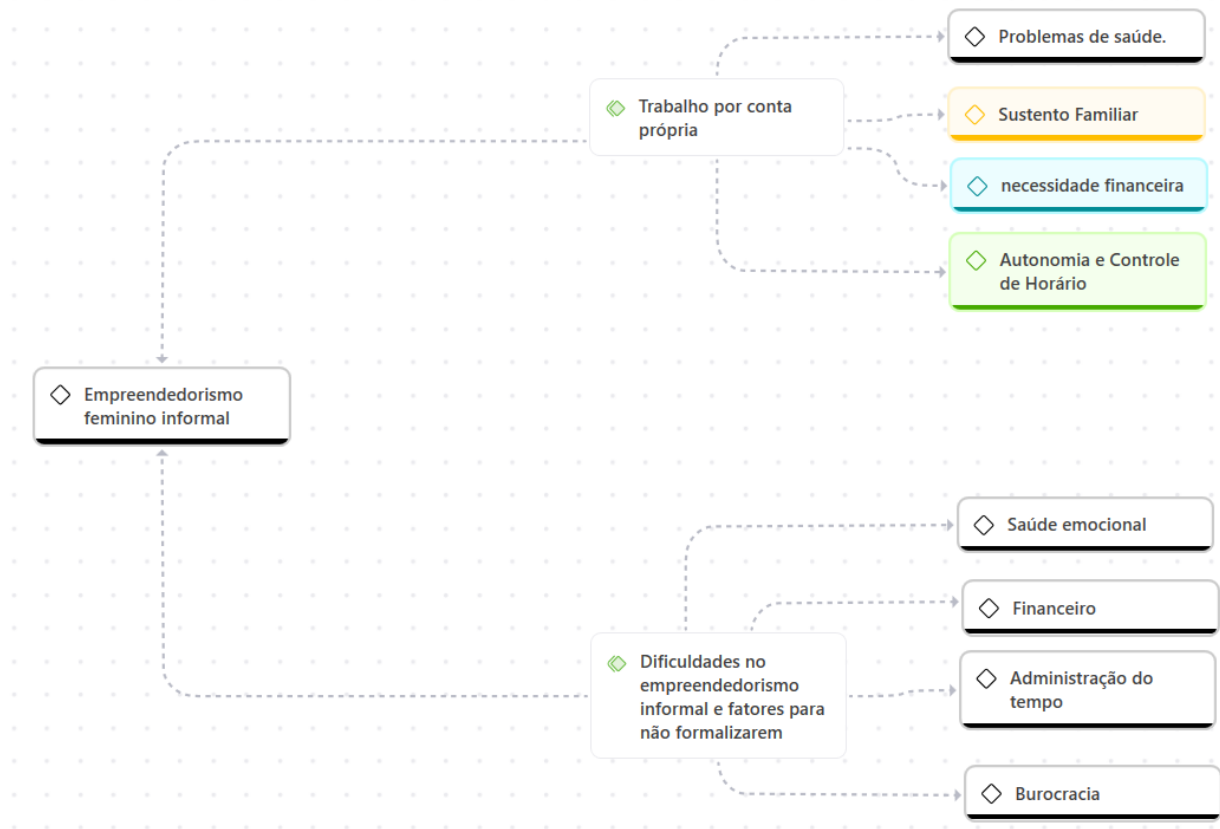 Problemas de saúde.
Trabalho por conta
própria
Sustento Familiar
necessidade financeira
Autonomia e Controle
de Horário
Empreendedorismo
feminino informal
Saúde emocional
Financeiro
Dificuldades no
empreendedorismo
informal e fatores para
não formalizarem
Administração do
tempo
Burocracia